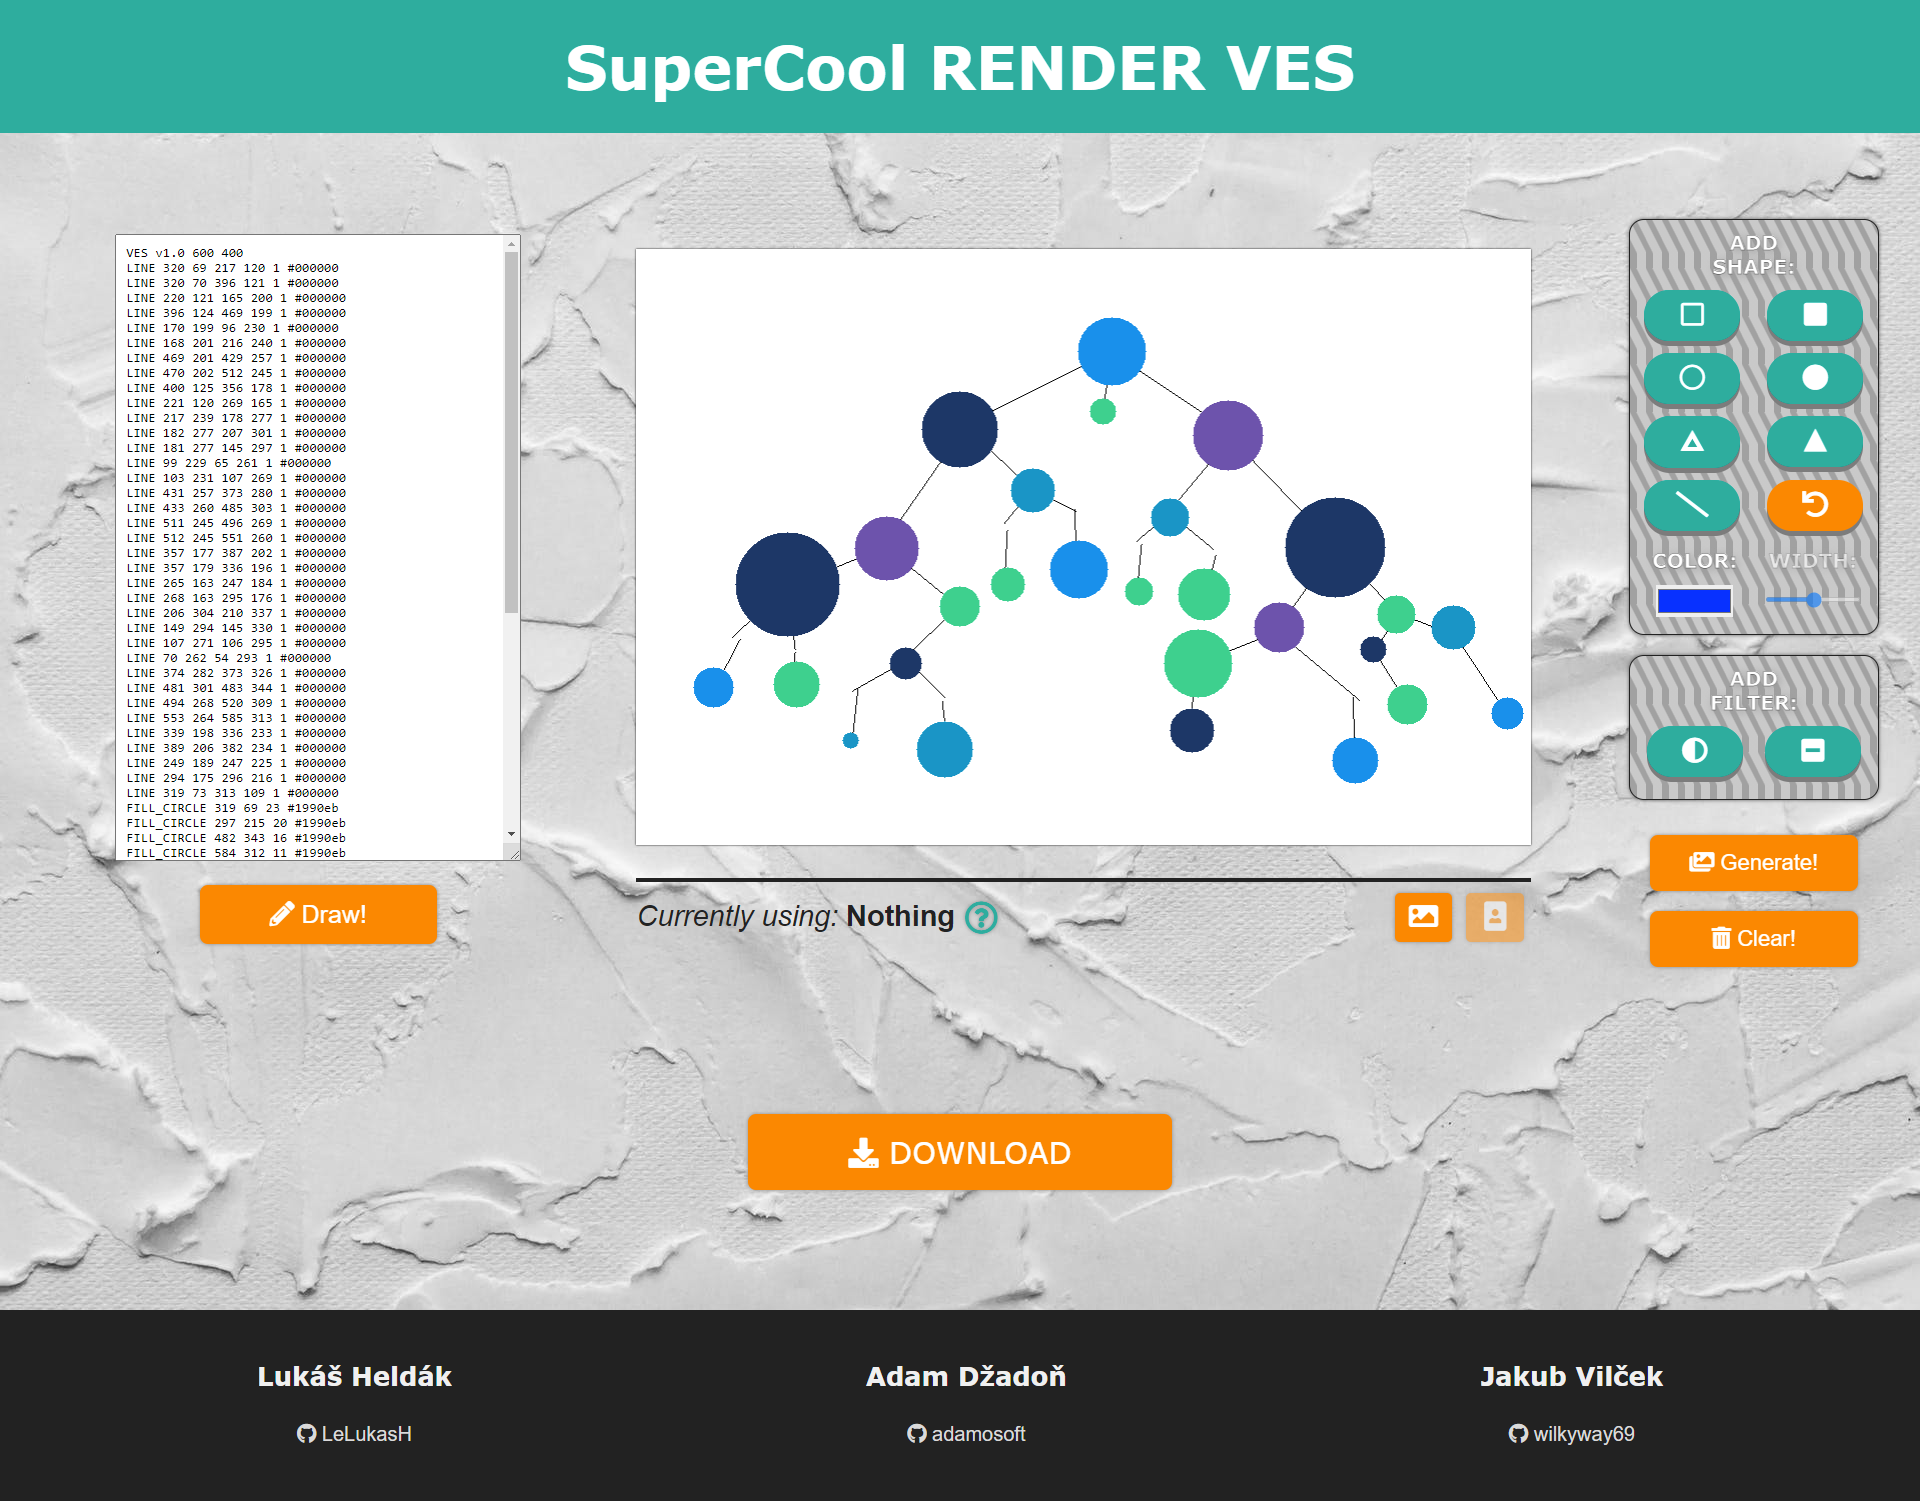 SuperCool RENDER VES
VES v1.0 600 400
LINE 320 69 217 120 1 #000000
LINE 320 70 396 121 1 #000000
LINE 220 121 165 200 1 #000000
LINE 396 124 469 199 1 #000000
LINE 170 199 96 230 1 #000000
LINE 168 201 216 240 1 #000000
LINE 469 201 429 257 1 #000000
LINE 470 202 512 245 1 #000000
LINE 400 125 356 178 1 #000000
LINE 221 120 269 165 1 #000000
LINE 217 239 178 277 1 #000000
LINE 182 277 207 301 1 #000000
LINE 181 277 145 297 1 #000000
LINE 99 229 65 261 1 #000000
LINE 103 231 107 269 1 #000000
LINE 431 257 373 280 1 #000000
LINE 433 260 485 303 1 #000000
LINE 511 245 496 269 1 #000000
LINE 512 245 551 260 1 #000000
LINE 357 177 387 202 1 #000000
LINE 357 179 336 196 1 #000000
LINE 265 163 247 184 1 #000000
LINE 268 163 295 176 1 #000000
LINE 206 304 210 337 1 #000000
LINE 149 294 145 330 1 #000000
LINE 107 271 106 295 1 #000000
LINE 70 262 54 293 1 #000000
LINE 374 282 373 326 1 #000000
LINE 481 301 483 344 1 #000000
LINE 494 268 520 309 1 #000000
LINE 553 264 585 313 1 #000000
LINE 339 198 336 233 1 #000000
LINE 389 206 382 234 1 #000000
LINE 249 189 247 225 1 #000000
LINE 294 175 296 216 1 #000000
LINE 319 73 313 109 1 #000000
FILL_CIRCLE 319 69 23 #1990eb
FILL_CIRCLE 297 215 20 #1990eb
FILL_CIRCLE 482 343 16 #1990eb
FILL_CIRCLE 584 312 11 #1990eb
Draw!
Currently using: Nothing
ADD
SHAPE:
COLOR: WIDTH:
ADD
FILTER:
Generate!
Clear!
DOWNLOAD
Lukáš Heldák
LeLukasH
Adam Džadoň
adamosoft
Jakub Vilček
wilkyway69